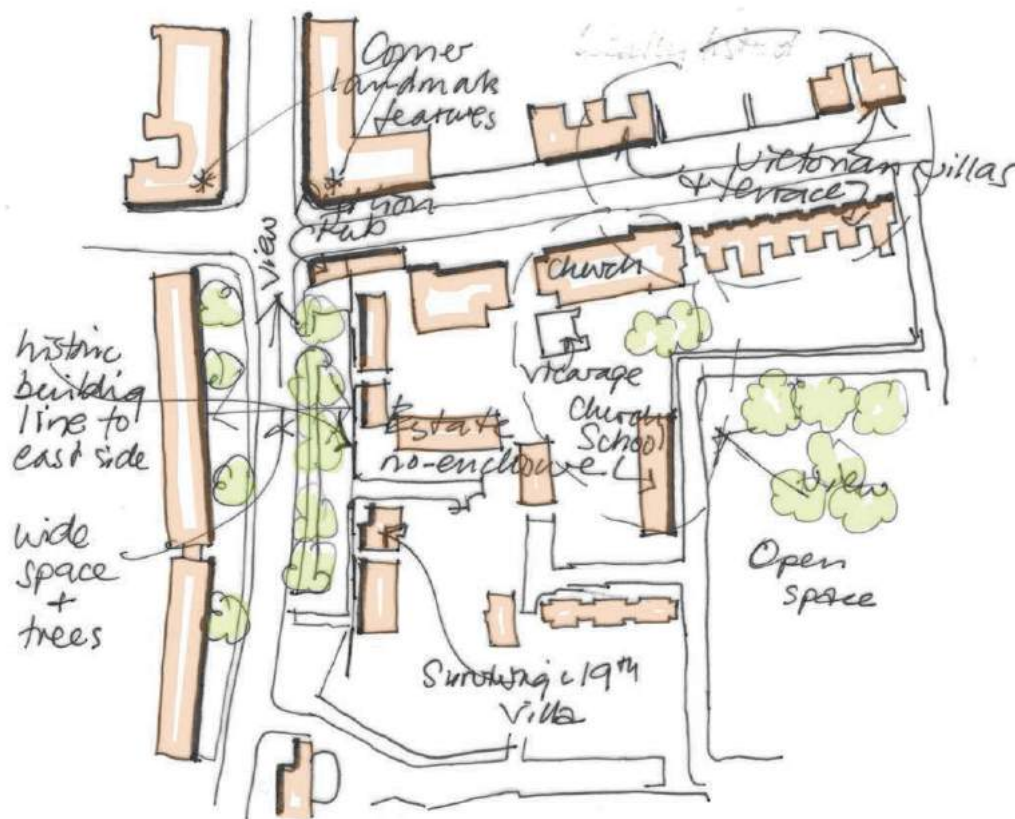 Corner
landmark
features
Victorian villas
+ terrace
Pub
View
Church
historic
building
line to
east side
Vicarage
Church
School
Estate
no-enclosure
view
wide
space
+
trees
Open
space
Surviving c19th
Villa